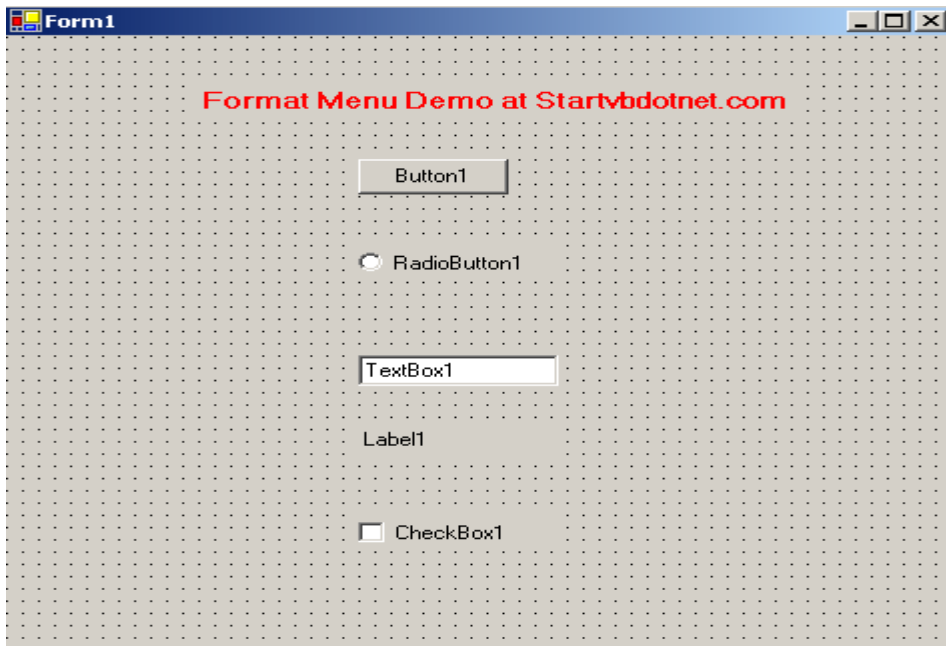 Form1
Format Menu Demo at Startvbdotnet.com
Button1
RadioButton1
TextBox1
Label1
CheckBox1